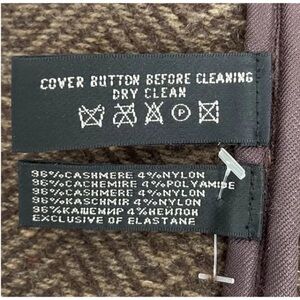 COVER BUTTON BEFORE CLEANING
DRY CLEAN
P
96%CASHMERE 4%NYLON
96%CACHEMIRE 4%POLYAMIDE
96%CASHMERE 4%NYLON
96%KASCHMIR 4%NYLON
96%КАШЕМИР 4%НЕЙЛОН
EXCLUSIVE OF ELASTANE